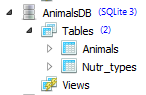 AnimalsDB (SQLite 3)
Tables (2)
Animals
Nutr_types
Views